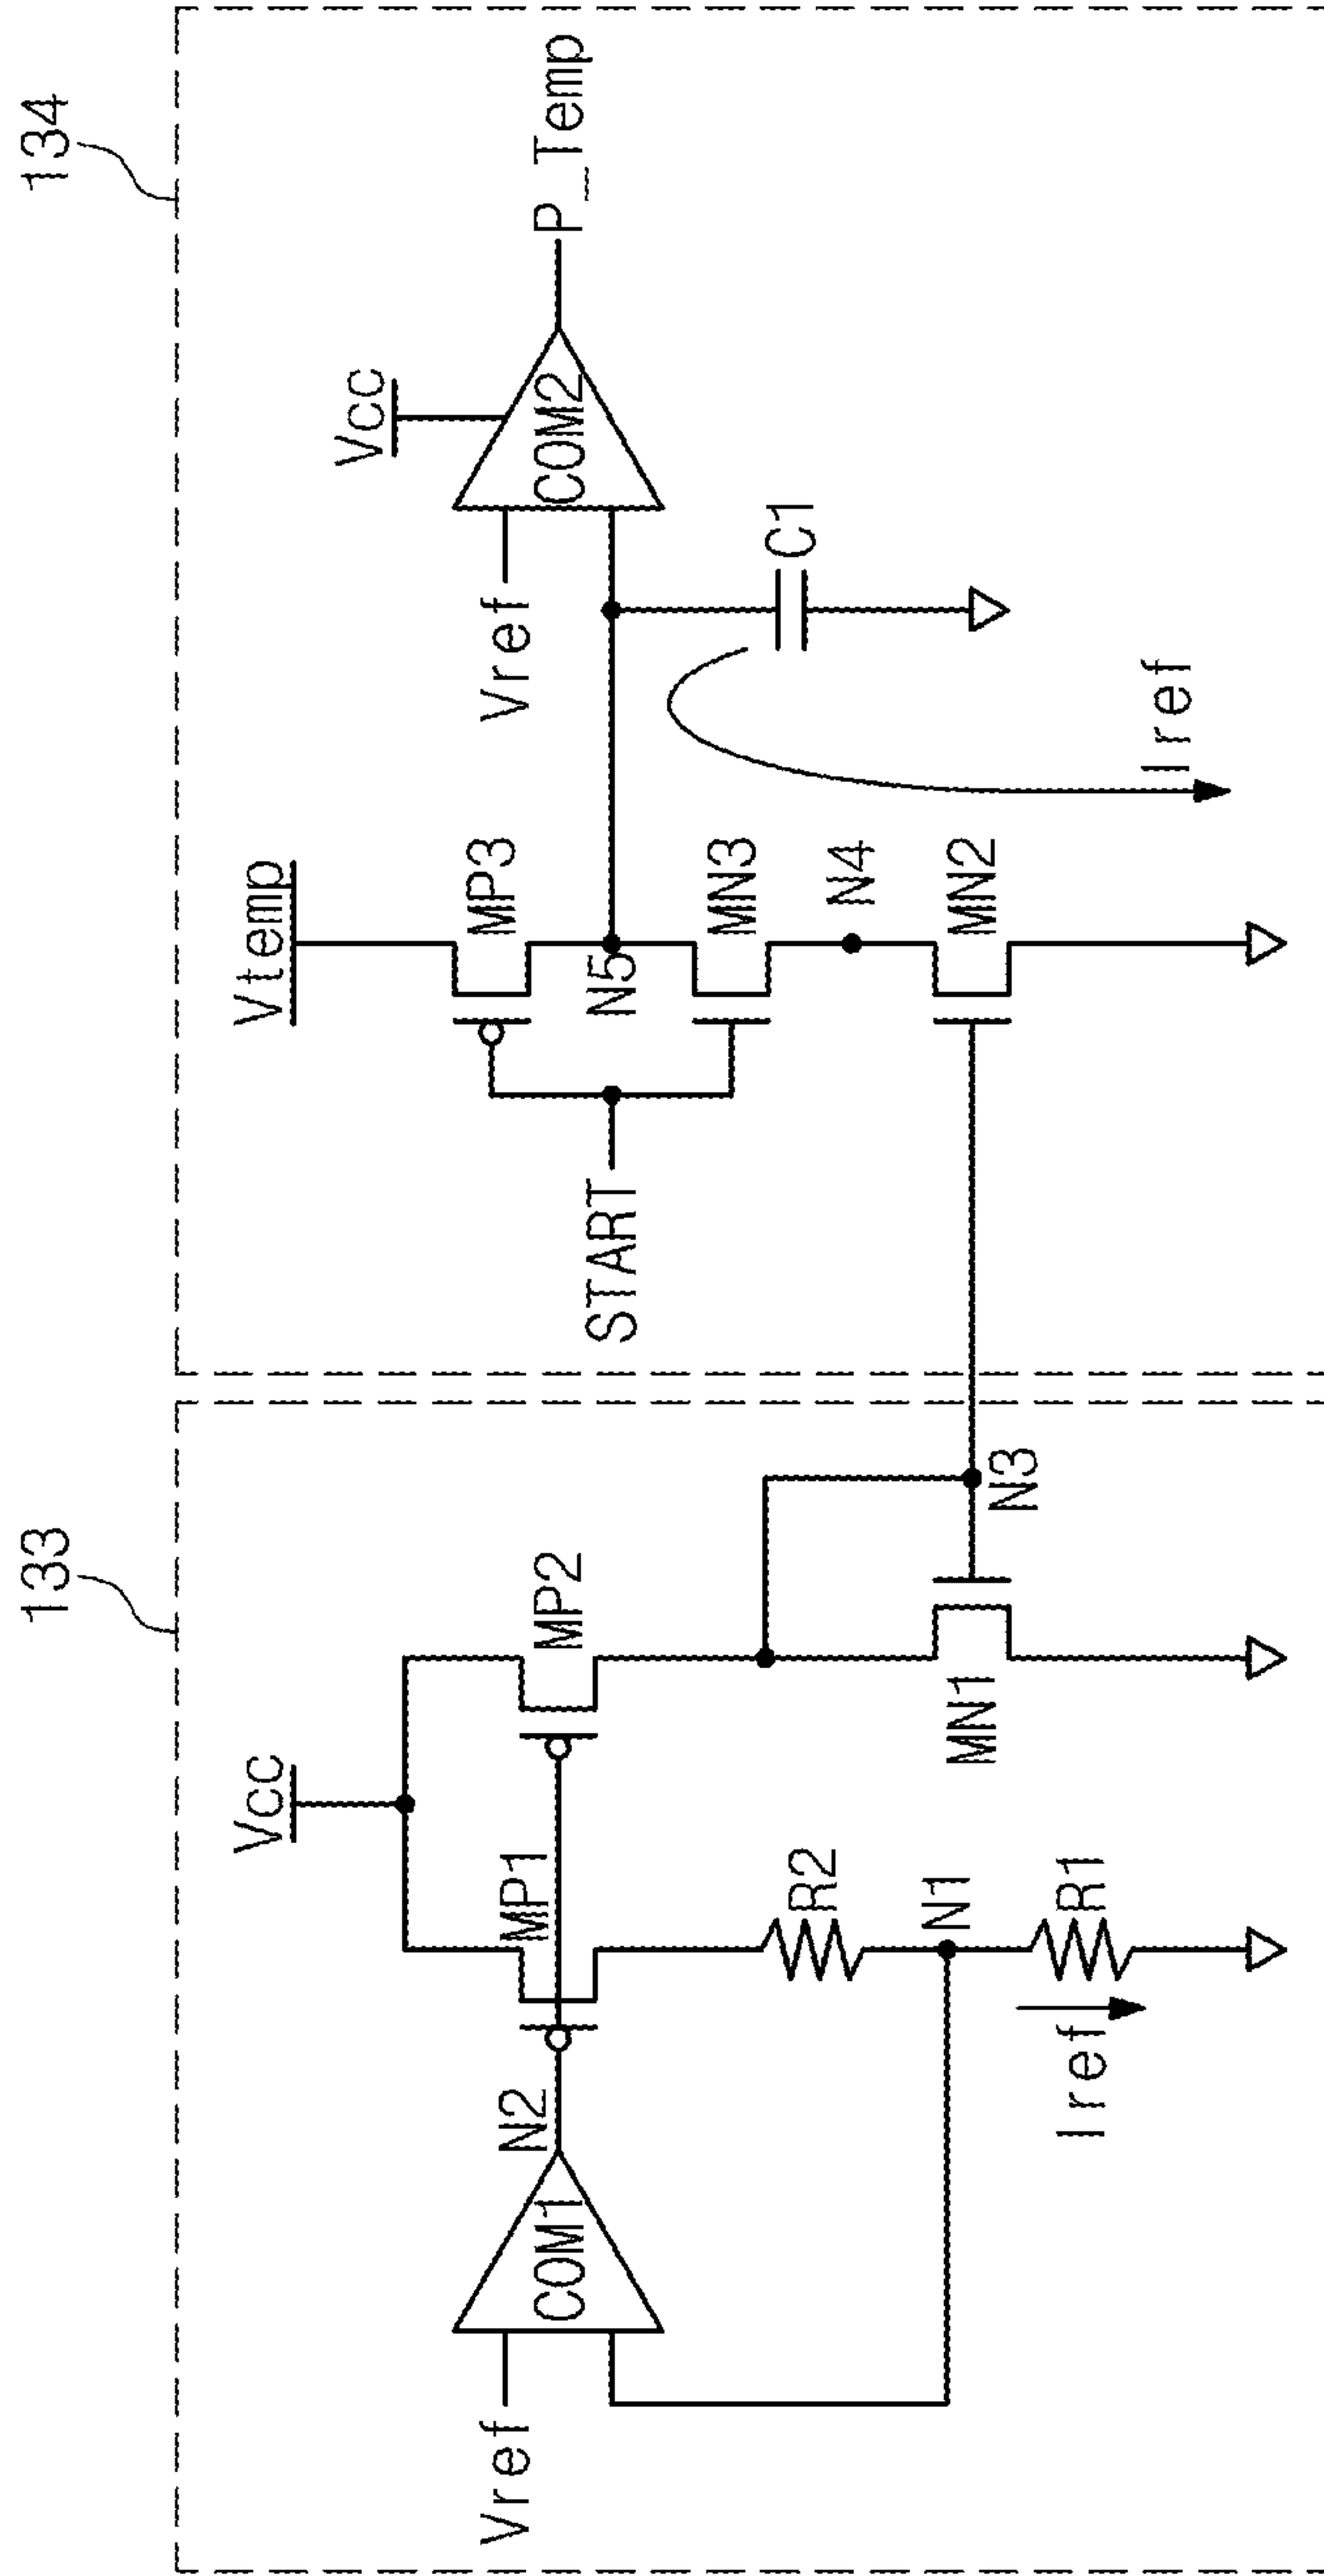 133
134
Vcc
Vtemp
Vcc
MP1
MP2
MP3
N2
COM1
Vref
COM2
P_Temp
Vref
START
N5
C1
R2
MN3
N1
N4
R1
MN1
N3
MN2
Iref
Iref